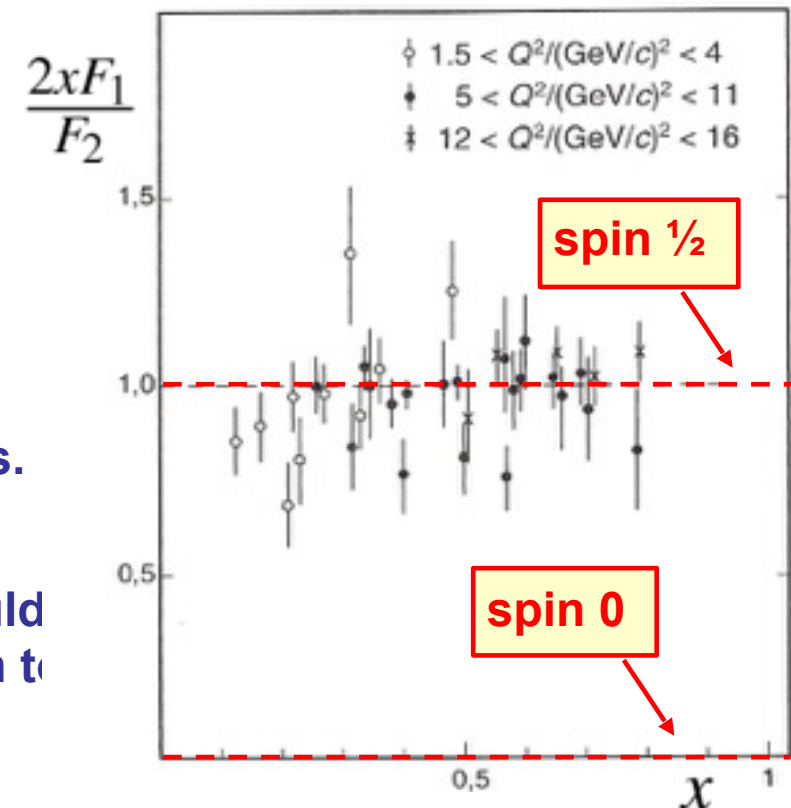 2xF₁
F₂
1.5 < Q²/(GeV/c)² < 4
5 < Q²/(GeV/c)² < 11
12 < Q²/(GeV/c)² < 16
1,5
spin ½
1,0
s.
0,5
spin 0
0,5
1
x